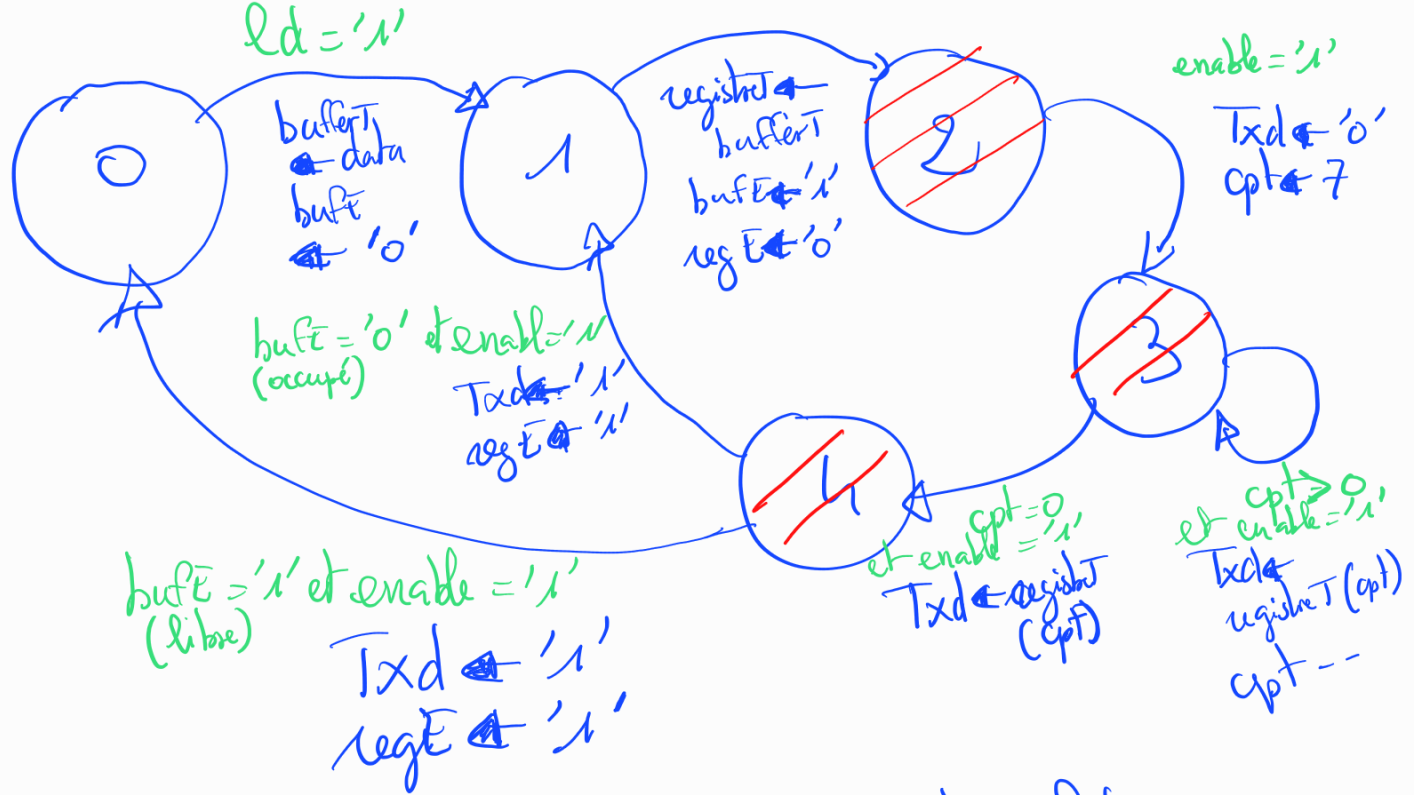 ld = '1'
0
bufferT
← data
bufE
← '0'
1
registreT ←
bufferT
bufE ← '1'
regE ← '0'
2
enable = '1'
Txd ← '0'
cpt ← 7
3
cpt > 0
et enable = '1'
Txd ←
registreT (cpt)
cpt --
cpt = 0
et enable = '1'
Txd ← registreT
(cpt)
4
bufE = '0' et enabl = '1'
(occupé)
Txd ← '1'
regE ← '1'
bufE = '1' et enable = '1'
(libre)
Txd ← '1'
regE ← '1'